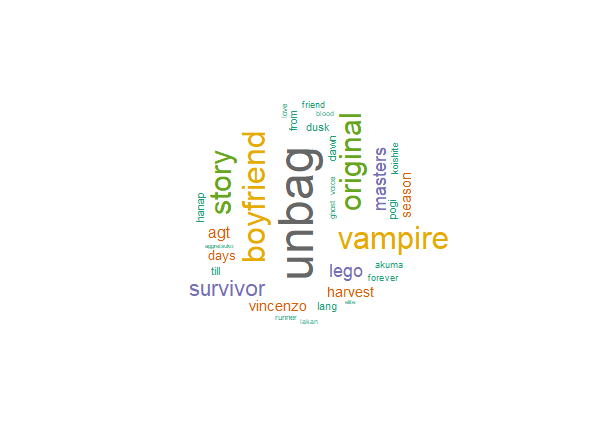 love
friend
blood
from
dusk
original
unbag
boyfriend
story
dawn
masters
koishite
voice
ghost
pogi
season
hanap
agt
vampire
aggretsuko
days
till
lego
akuma
forever
survivor
harvest
elite
vincenzo
lang
runner
lakan